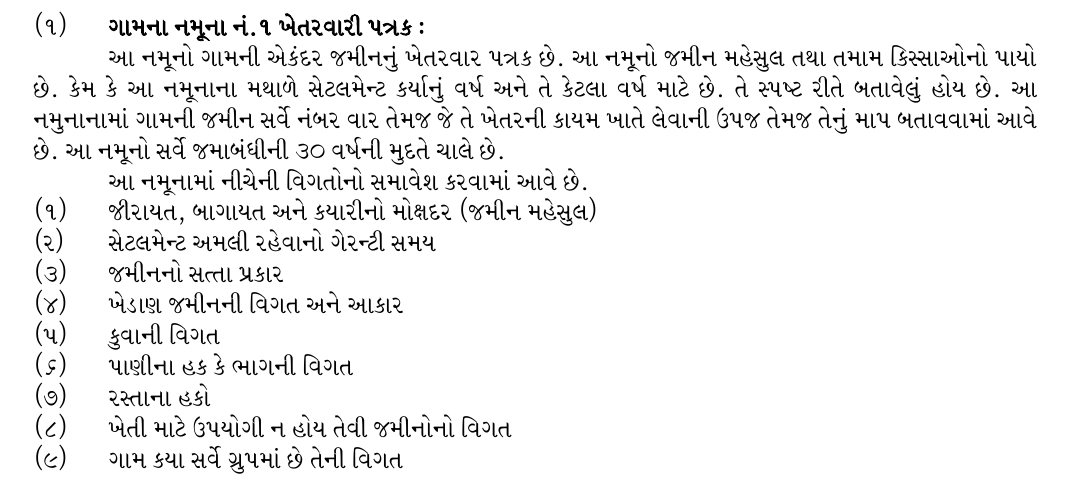 (૧) ગામના નમૂના નં.૧ ખેતરવારી પત્રક :
આ નમૂનો ગામની એકંદર જમીનનું ખેતરવાર પત્રક છે. આ નમૂનો જમીન મહેસુલ તથા તમામ કિસ્સાઓનો પાયો
છે. કેમ કે આ નમૂનાના મથાળે સેટલમેન્ટ કર્યાનું વર્ષ અને તે કેટલા વર્ષ માટે છે. તે સ્પષ્ટ રીતે બતાવેલું હોય છે. આ
નમુનાનામાં ગામની જમીન સર્વે નંબર વાર તેમજ જે તે ખેતરની કાયમ ખાતે લેવાની ઉપજ તેમજ તેનું માપ બતાવવામાં આવે
છે. આ નમૂનો સર્વે જમાબંધીની ૩૦ વર્ષની મુદતે ચાલે છે.
આ નમૂનામાં નીચેની વિગતોનો સમાવેશ કરવામાં આવે છે.
(૧) જીરાયત, બાગાયત અને કયારીનો મોક્ષદર (જમીન મહેસુલ)
(૨) સેટલમેન્ટ અમલી રહેવાનો ગેરન્ટી સમય
(૩) જમીનનો સત્તા પ્રકાર
(૪) ખેડાણ જમીનની વિગત અને આકાર
(૫) કુવાની વિગત
(૬) પાણીના હક કે ભાગની વિગત
(૭) રસ્તાના હકો
(૮) ખેતી માટે ઉપયોગી ન હોય તેવી જમીનોનો વિગત
(૯) ગામ કયા સર્વે ગ્રુપમાં છે તેની વિગત